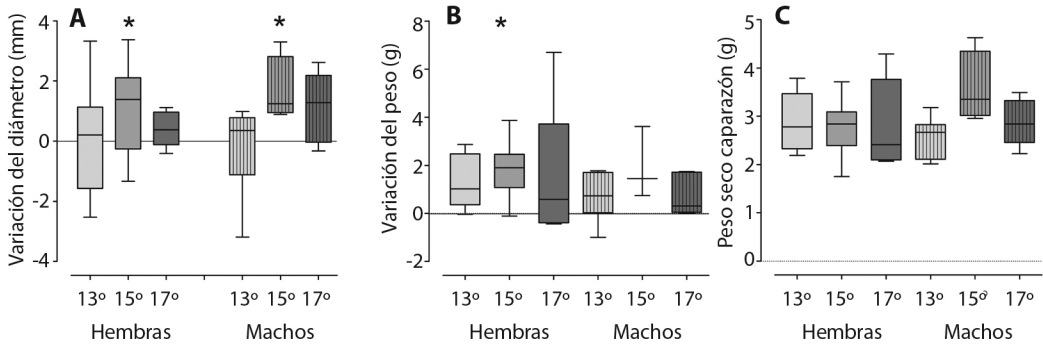 A
Variación del diámetro (mm)
4
2
0
-2
-4
*
*
13º 15º 17º 13º 15º 17º
Hembras Machos
B
Variación del peso (g)
8
6
4
2
0
-2
*
13º 15º 17º 13º 15º 17º
Hembras Machos
C
Peso seco caparazón (g)
5
4
3
2
1
0
13º 15º 17º 13º 15º 17º
Hembras Machos